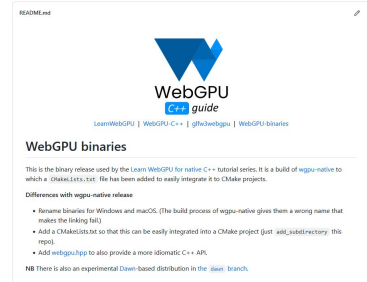 README.md
WebGPU
C++ guide
LearnWebGPU | WebGPU-C++ | glfw3webgpu | WebGPU-binaries
WebGPU binaries
This is the binary release used by the Learn WebGPU for native C++ tutorial series. It is a build of wgpu-native to
which a CMakeLists.txt file has been added to easily integrate it to CMake projects.
Differences with wgpu-native release
• Rename binaries for Windows and macOS. (The build process of wgpu-native gives them a wrong name that
makes the linking fail.)
• Add a CMakeLists.txt so that this can be easily integrated into a CMake project (just add_subdirectory this
repo).
• Add webgpu.hpp to also provide a more idiomatic C++ API.
NB There is also an experimental Dawn-based distribution in the dawn branch.